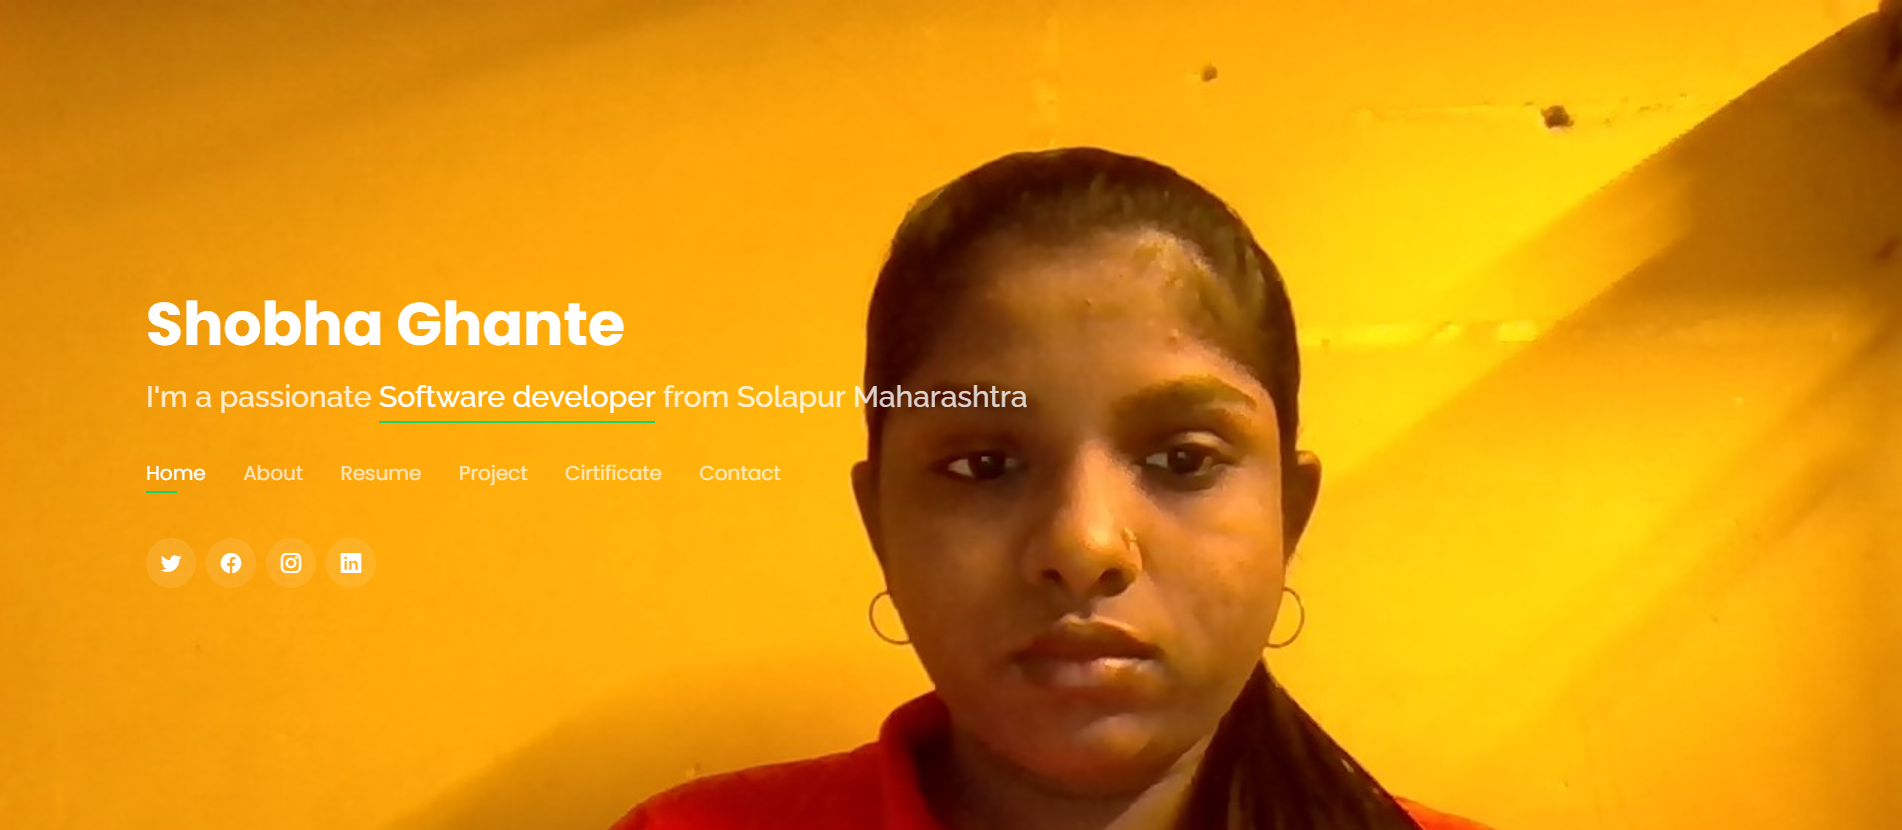 Shobha Ghante
I'm a passionate Software developer from Solapur Maharashtra
Home About Resume Project Cirtificate Contact